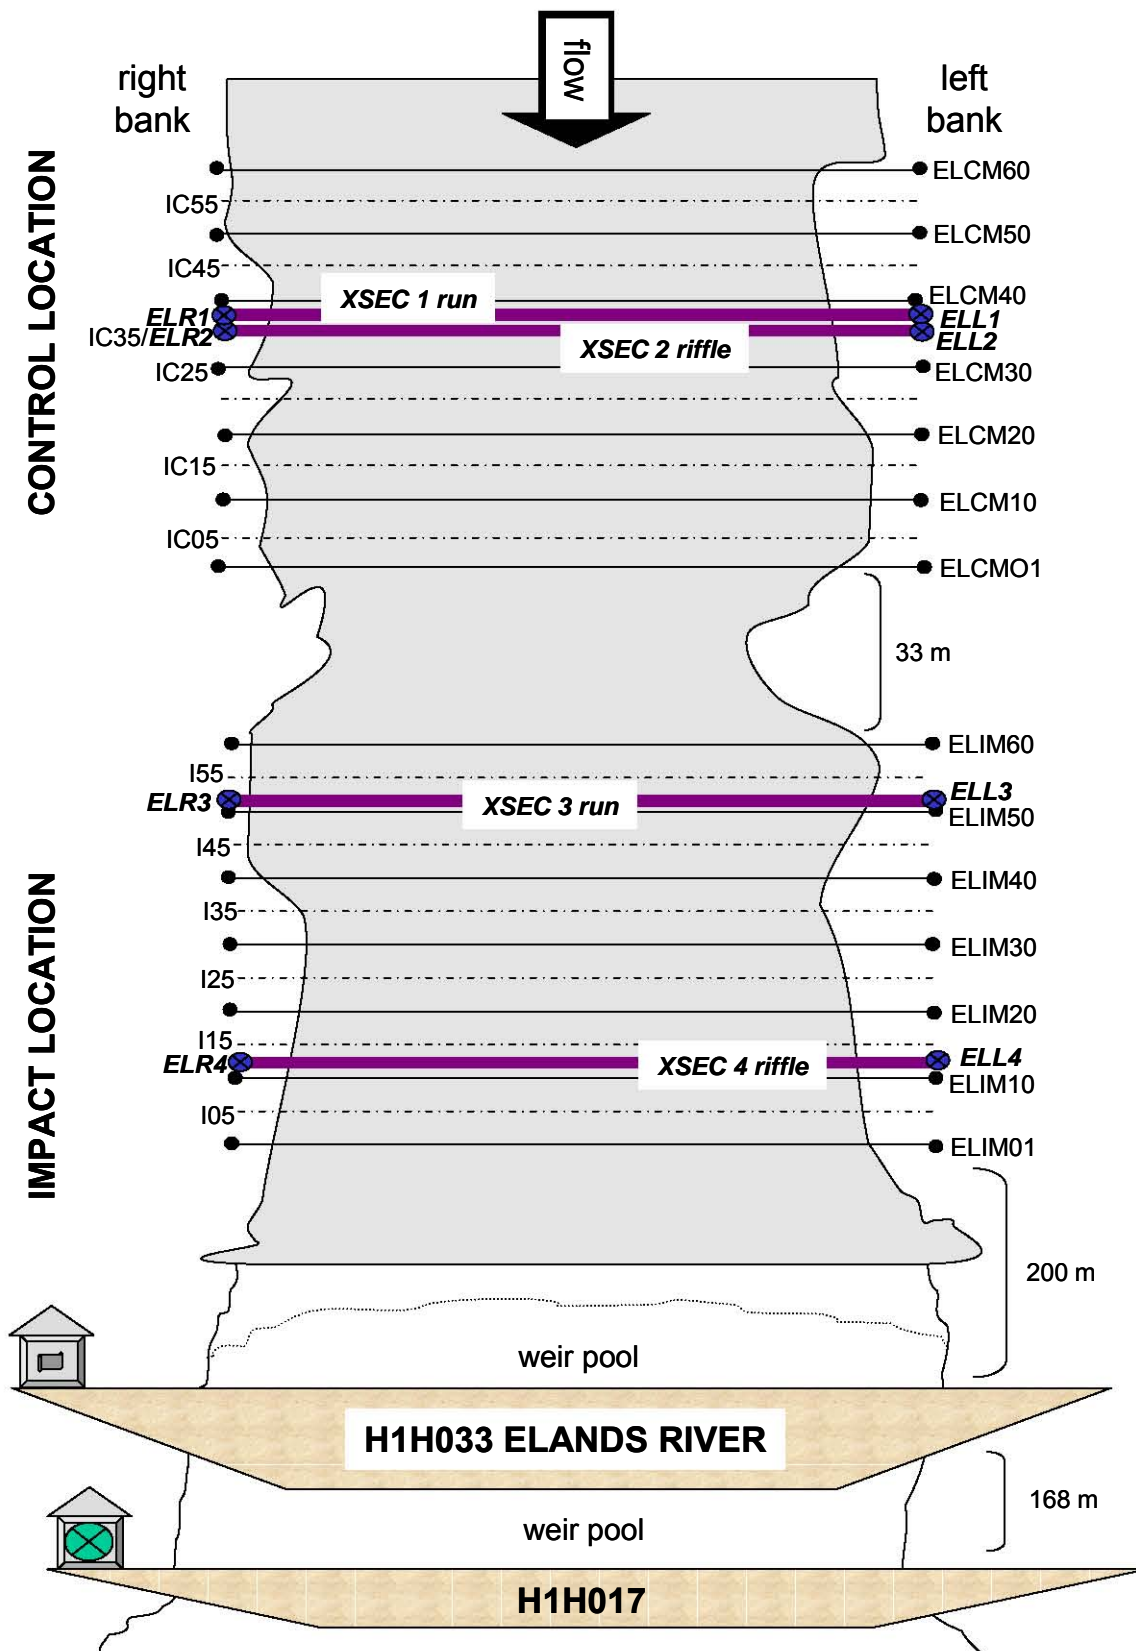 flow
right
bank
left
bank
CONTROL LOCATION
ELCM60
IC55
ELCM50
IC45
ELCM40
XSEC 1 run
ELR1
ELL1
IC35/ELR2
ELL2
XSEC 2 riffle
IC25
ELCM30
ELCM20
IC15
ELCM10
IC05
ELCMO1
33 m
IMPACT LOCATION
ELIM60
I55
ELR3
XSEC 3 run
ELL3
ELIM50
I45
ELIM40
I35
ELIM30
I25
ELIM20
I15
ELR4
XSEC 4 riffle
ELL4
ELIM10
I05
ELIM01
200 m
weir pool
H1H033 ELANDS RIVER
168 m
weir pool
H1H017